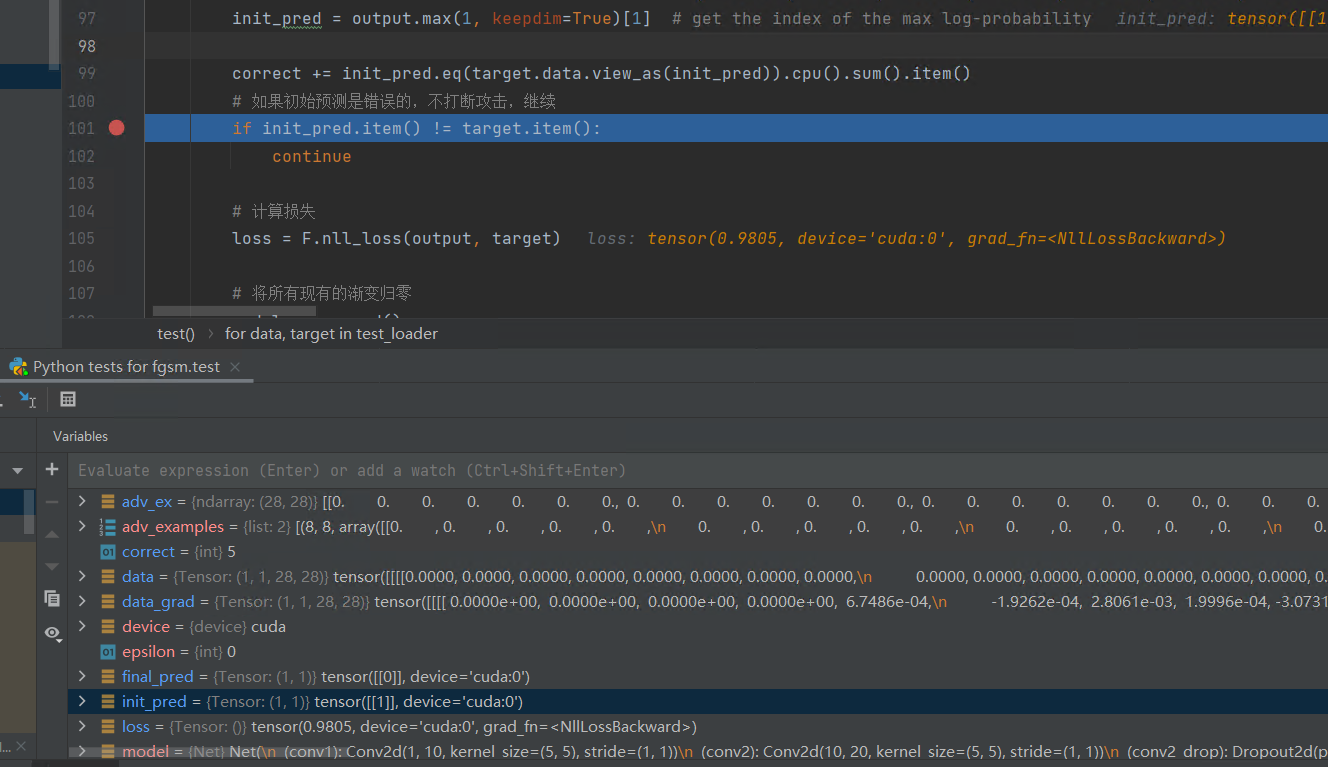 97 init_pred = output.max(1, keepdim=True)[1] # get the index of the max log-probability init_pred: tensor([[1
98
99 correct += init_pred.eq(target.data.view_as(init_pred)).cpu().sum().item()
100 # 如果初始预测是错误的，不打断攻击，继续
101 if init_pred.item() != target.item():
102 continue
103
104 # 计算损失
105 loss = F.nll_loss(output, target) loss: tensor(0.9805, device='cuda:0', grad_fn=<NllLossBackward>)
106
107 # 将所有现有的渐变归零
test() › for data, target in test_loader
Python tests for fgsm.test ×
Variables
Evaluate expression (Enter) or add a watch (Ctrl+Shift+Enter)
adv_ex = {ndarray: (28, 28)} [[0. 0. 0. 0. 0. 0. 0., 0. 0. 0. 0. 0. 0. 0., 0. 0. 0. 0. 0. 0. 0., 0. 0. 0.
adv_examples = {list: 2} [(8, 8, array([[0. , 0. , 0. , 0. , 0. ,\n 0. , 0. , 0. , 0. , 0. ,\n 0. , 0. , 0. , 0. , 0. ,\n 0.
correct = {int} 5
data = {Tensor: (1, 1, 28, 28)} tensor([[[[0.0000, 0.0000, 0.0000, 0.0000, 0.0000, 0.0000, 0.0000, 0.0000,\n 0.0000, 0.0000, 0.0000, 0.0000, 0.0000, 0.0000, 0.0000, 0.
data_grad = {Tensor: (1, 1, 28, 28)} tensor([[[[ 0.0000e+00, 0.0000e+00, 0.0000e+00, 0.0000e+00, 6.7486e-04,\n -1.9262e-04, 2.8061e-03, 1.9996e-04, -3.0731
device = {device} cuda
epsilon = {int} 0
final_pred = {Tensor: (1, 1)} tensor([[0]], device='cuda:0')
init_pred = {Tensor: (1, 1)} tensor([[1]], device='cuda:0')
loss = {Tensor: ()} tensor(0.9805, device='cuda:0', grad_fn=<NllLossBackward>)
model = {Net} Net(\n (conv1): Conv2d(1, 10, kernel_size=(5, 5), stride=(1, 1))\n (conv2): Conv2d(10, 20, kernel_size=(5, 5), stride=(1, 1))\n (conv2_drop): Dropout2d(p